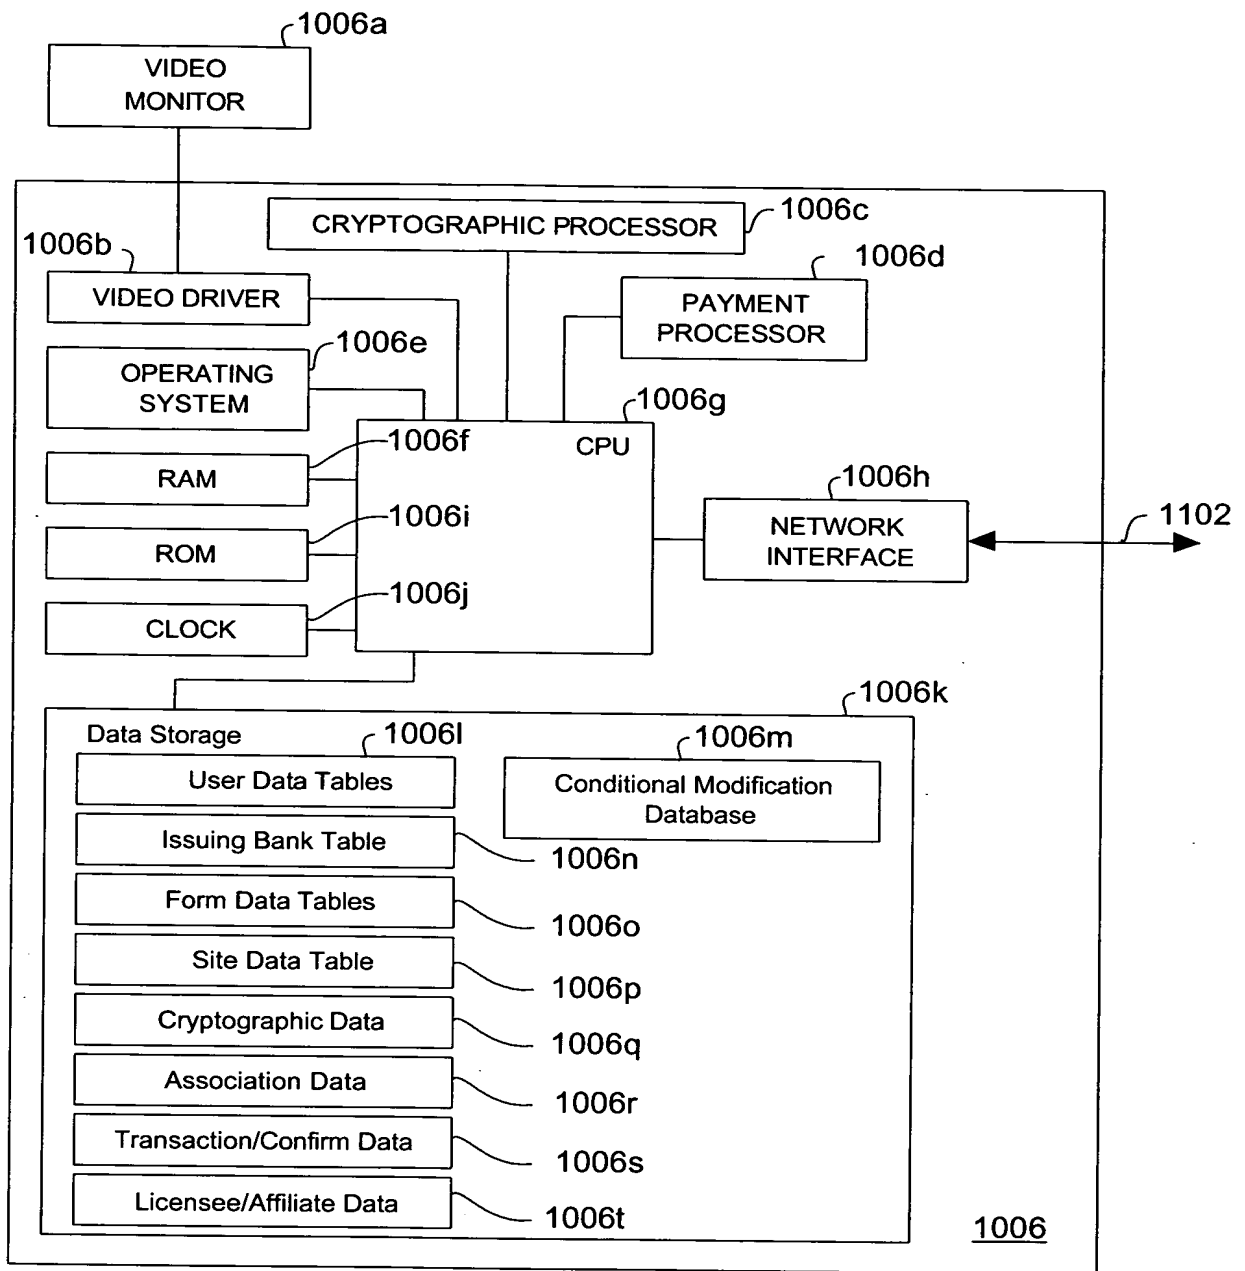 1006a
VIDEO
MONITOR
CRYPTOGRAPHIC PROCESSOR
1006c
1006b
VIDEO DRIVER
1006d
PAYMENT
PROCESSOR
1006e
OPERATING
SYSTEM
1006g
CPU
1006f
RAM
1006h
NETWORK
INTERFACE
1102
1006i
ROM
1006j
CLOCK
1006k
Data Storage
1006l
User Data Tables
1006m
Conditional Modification
Database
Issuing Bank Table
1006n
Form Data Tables
1006o
Site Data Table
1006p
Cryptographic Data
1006q
Association Data
1006r
Transaction/Confirm Data
1006s
Licensee/Affiliate Data
1006t
1006